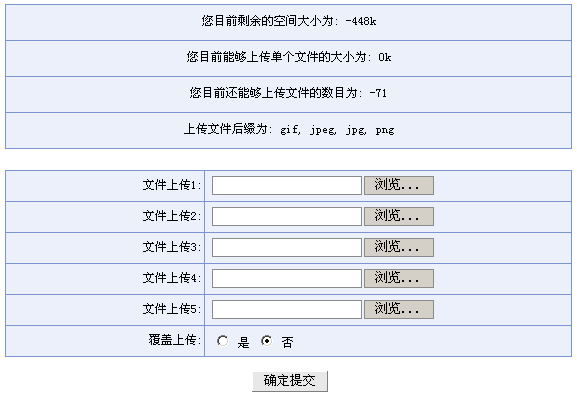 您目前剩余的空间大小为: -448k
您目前能够上传单个文件的大小为: 0k
您目前还能够上传文件的数目为: -71
上传文件后缀为: gif, jpeg, jpg, png
文件上传1: 浏览...
文件上传2: 浏览...
文件上传3: 浏览...
文件上传4: 浏览...
文件上传5: 浏览...
覆盖上传: 是 否
确定提交